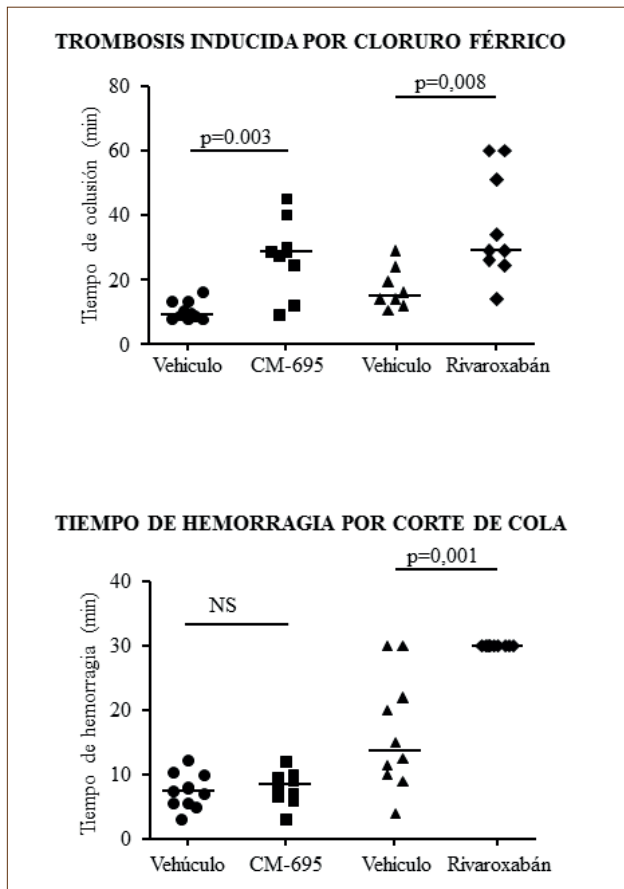 TROMBOSIS INDUCIDA POR CLORURO FÉRRICO
Tiempo de oclusión (min)
80
60
40
20
0
p=0.003
p=0,008
Vehiculo CM-695 Vehículo Rivaroxabán
TIEMPO DE HEMORRAGIA POR CORTE DE COLA
Tiempo de hemorragia (min)
40
30
20
10
0
NS
p=0,001
Vehúculo CM-695 Vehículo Rivaroxabán